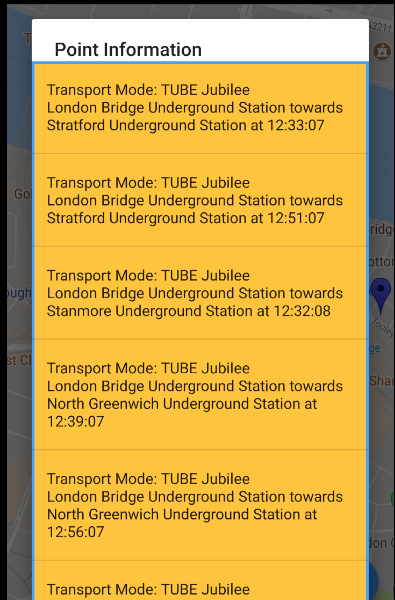 Point Information
Transport Mode: TUBE Jubilee
London Bridge Underground Station towards
Stratford Underground Station at 12:33:07
Transport Mode: TUBE Jubilee
London Bridge Underground Station towards
Stratford Underground Station at 12:51:07
Transport Mode: TUBE Jubilee
London Bridge Underground Station towards
Stanmore Underground Station at 12:32:08
Transport Mode: TUBE Jubilee
London Bridge Underground Station towards
North Greenwich Underground Station at
12:39:07
Transport Mode: TUBE Jubilee
London Bridge Underground Station towards
North Greenwich Underground Station at
12:56:07
Transport Mode: TUBE Jubilee
A3211
Tooley